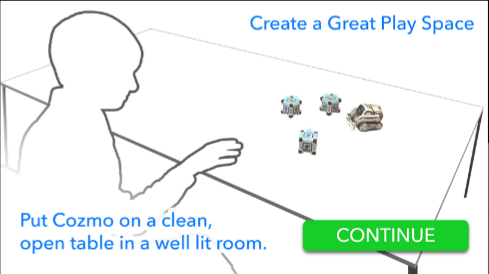 Create a Great Play Space
Put Cozmo on a clean,
open table in a well lit room.
CONTINUE